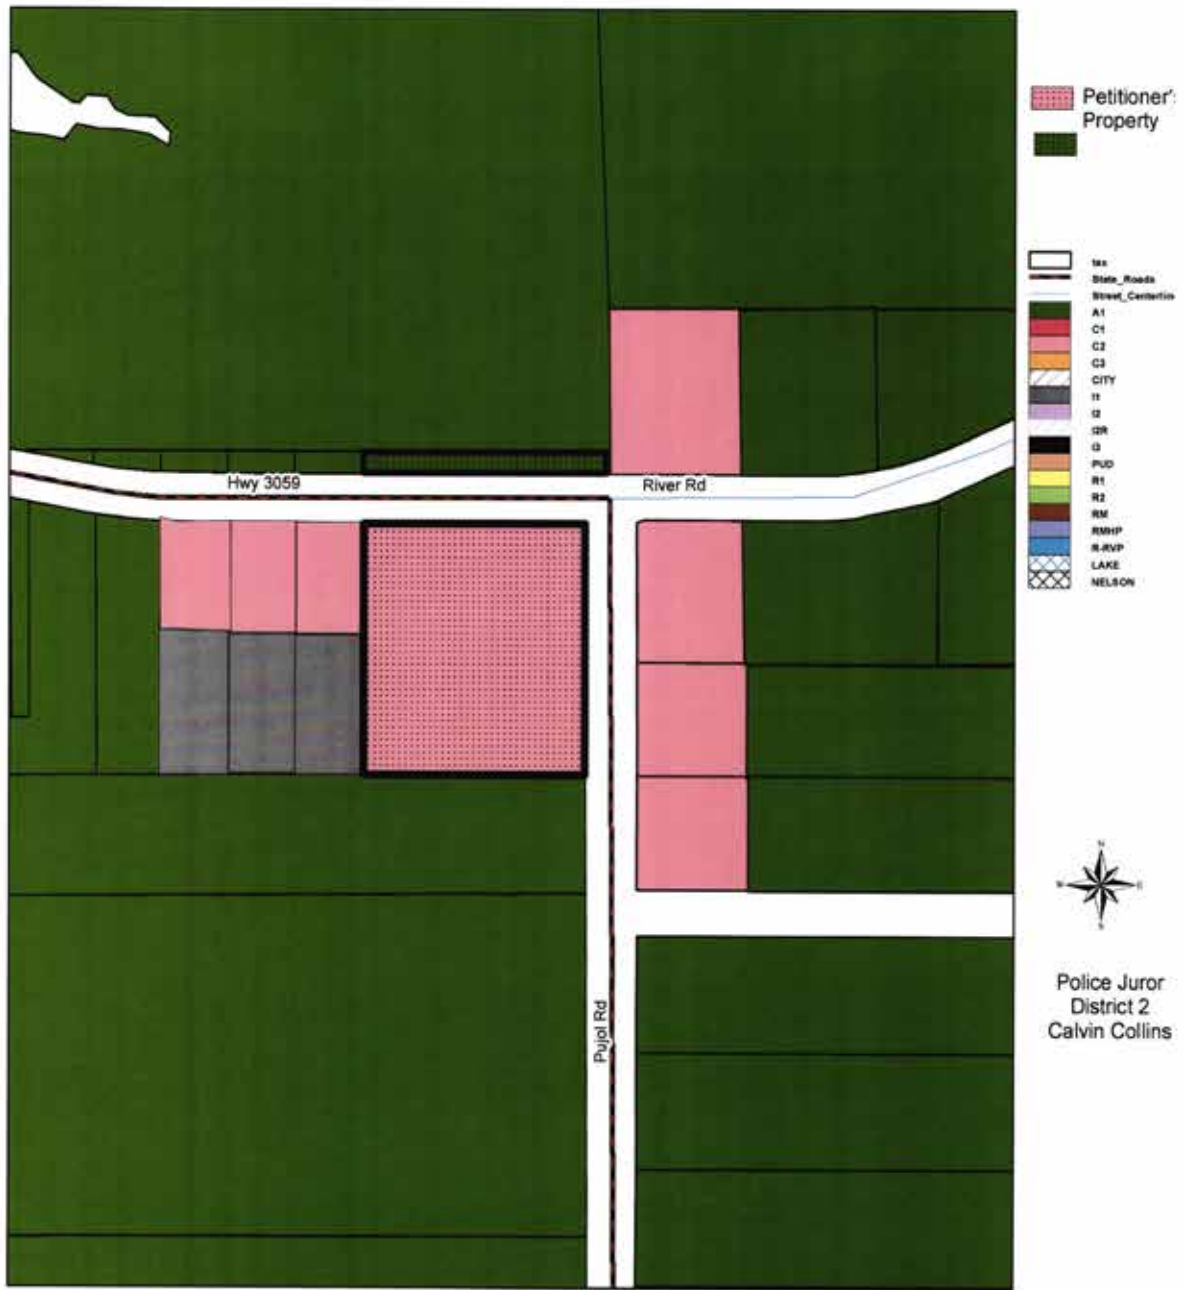 Petitioner'
Property
tax
State_Roads
Street_Centerlin
A1
C1
C2
C3
CITY
I1
I2
I2R
I3
PUD
R1
R2
RM
RMHP
R-RVP
LAKE
NELSON
Hwy 3059
River Rd
Pujol Rd
N
W
E
S
Police Juror
District 2
Calvin Collins